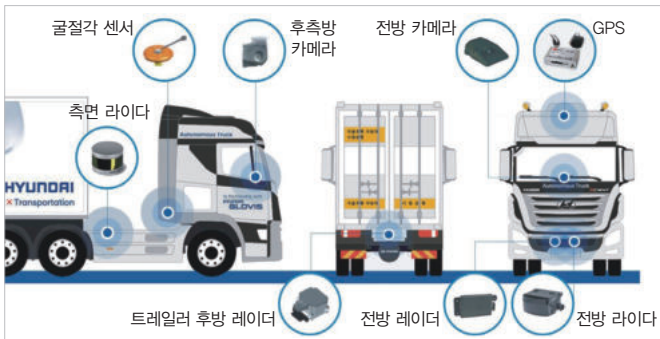 굴절각 센서
후측방
카메라
전방 카메라
GPS
측면 라이다
Autonomous Truck
HYUNDAI
Transportation
GLOVIS
Autonomous Truck
트레일러 후방 레이더
전방 레이더
전방 라이다